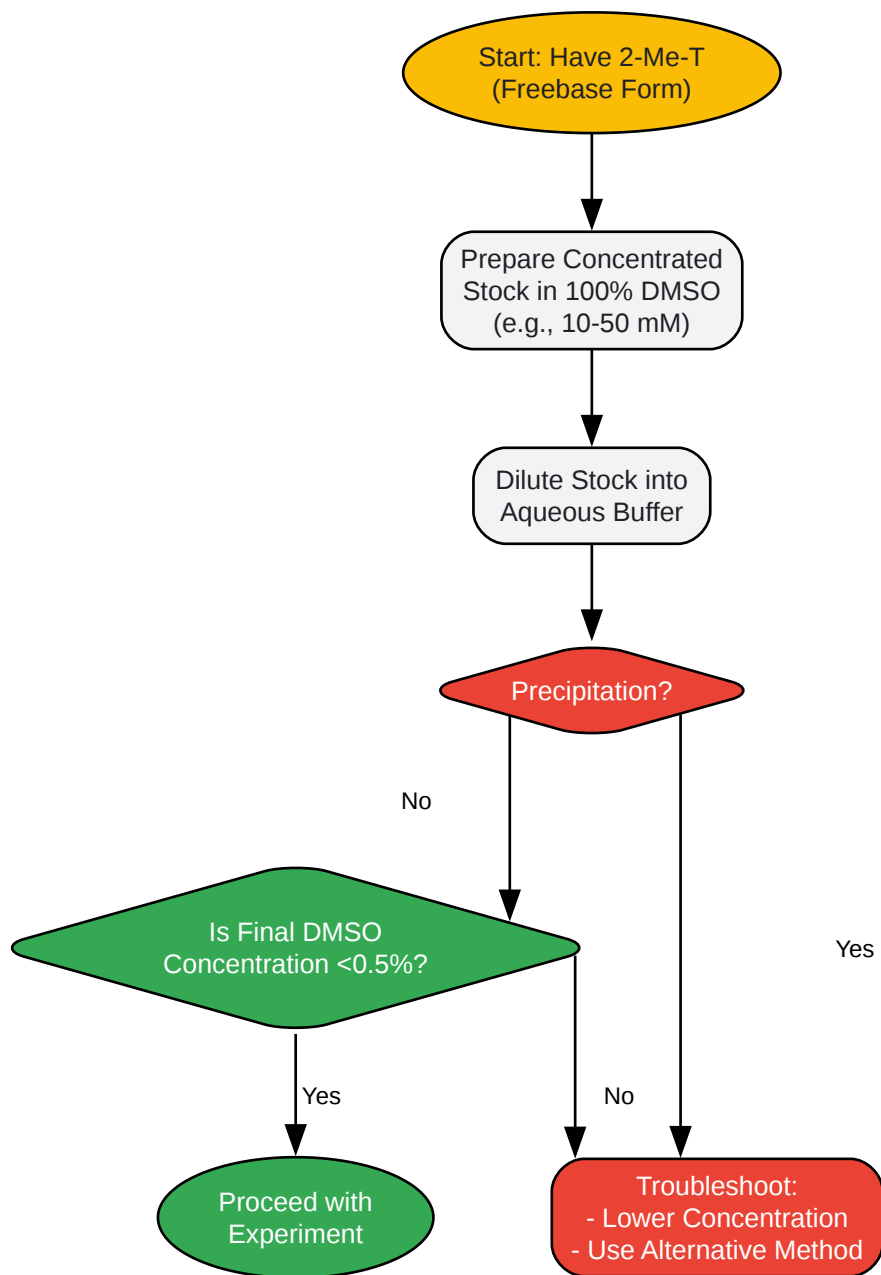 Start: Have 2-Me-T
(Freebase Form)
Prepare Concentrated
Stock in 100% DMSO
(e.g., 10-50 mM)
Dilute Stock into
Aqueous Buffer
Precipitation?
No
Is Final DMSO
Concentration <0.5%?
Yes
Yes
No
Proceed with
Experiment
Troubleshoot:
- Lower Concentration
- Use Alternative Method